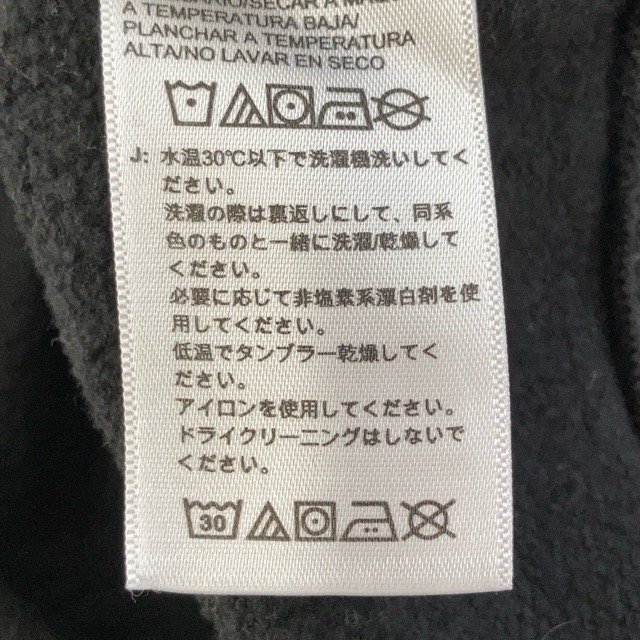 A TEMPERATURA BAJA/
PLANCHAR A TEMPERATURA
ALTA/NO LAVAR EN SECO
J: 水温30℃以下で洗濯機洗いしてく
ださい。
洗濯の際は裏返しにして、同系
色のものと一緒に洗濯/乾燥して
ください。
必要に応じて非塩素系漂白剤を使
用してください。
低温でタンブラー乾燥してく
ださい。
アイロンを使用してください。
ドライクリーニングはしないで
ください。
30